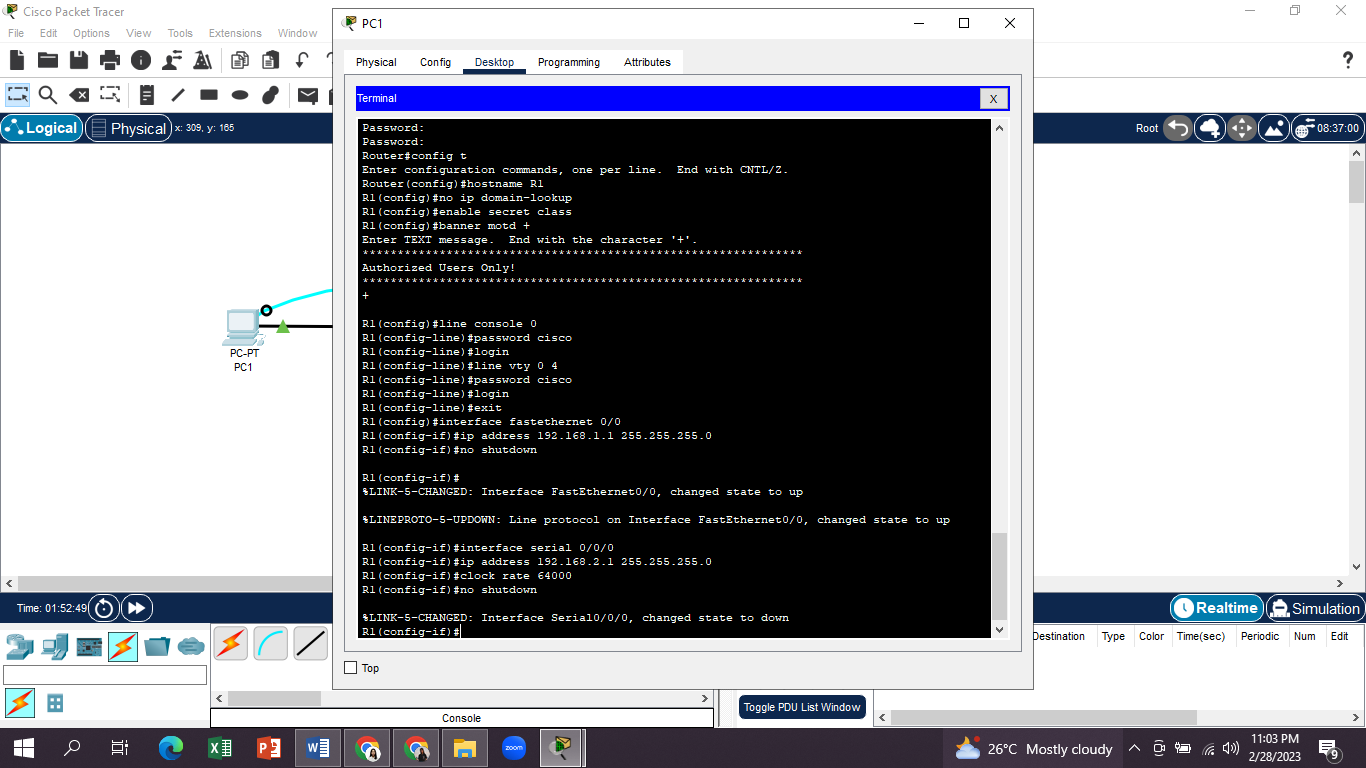 Cisco Packet Tracer
File Edit Options View Tools Extensions Window
PC1
Physical Config Desktop Programming Attributes
Terminal
X
Logical
Physical
x: 309, y: 165
Root
08:37:00
Password:
Password:
Router#config t
Enter configuration commands, one per line.  End with CNTL/Z.
Router(config)#hostname R1
R1(config)#no ip domain-lookup
R1(config)#enable secret class
R1(config)#banner motd +
Enter TEXT message.  End with the character '+'.
***************************************************************
Authorized Users Only!
***************************************************************
+
R1(config)#line console 0
R1(config-line)#password cisco
R1(config-line)#login
R1(config-line)#line vty 0 4
R1(config-line)#password cisco
R1(config-line)#login
R1(config-line)#exit
R1(config)#interface fastethernet 0/0
R1(config-if)#ip address 192.168.1.1 255.255.255.0
R1(config-if)#no shutdown
R1(config-if)#
%LINK-5-CHANGED: Interface FastEthernet0/0, changed state to up
%LINEPROTO-5-UPDOWN: Line protocol on Interface FastEthernet0/0, changed state to up
R1(config-if)#interface serial 0/0/0
R1(config-if)#ip address 192.168.2.1 255.255.255.0
R1(config-if)#clock rate 64000
R1(config-if)#no shutdown
%LINK-5-CHANGED: Interface Serial0/0/0, changed state to down
R1(config-if)#
PC-PT
PC1
Top
Time: 01:52:49
Realtime
Simulation
Destination Type Color Time(sec) Periodic Num Edit
Toggle PDU List Window
Console
zoom
26°C Mostly cloudy
11:03 PM
2/28/2023
9